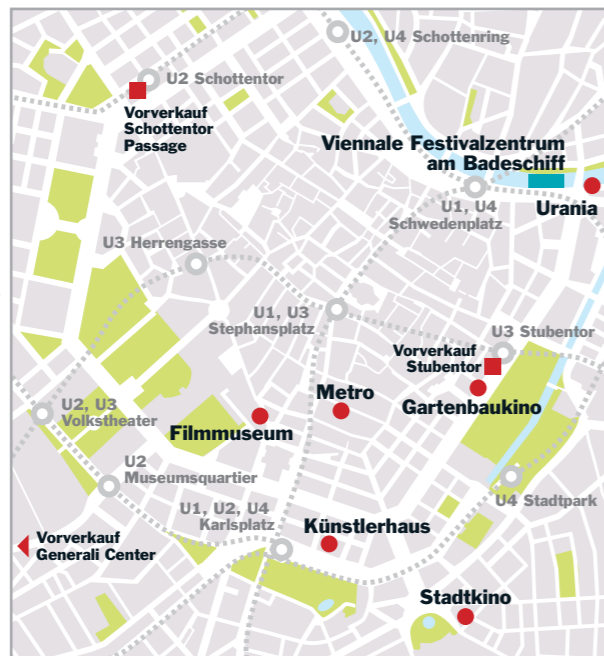 U2, U4 Schottenring
U2 Schottentor
Vorverkauf
Schottentor
Passage
Viennale Festivalzentrum
am Badeschiff
Urania
U1, U4
Schwedenplatz
U3 Herrengasse
U1, U3
Stephansplatz
U3 Stubentor
Vorverkauf
Stubentor
Gartenbaukino
Metro
U2, U3
Volkstheater
Filmmuseum
U2
Museumsquartier
U4 Stadtpark
U1, U2, U4
Karlsplatz
Künstlerhaus
Vorverkauf
Generali Center
Stadtkino